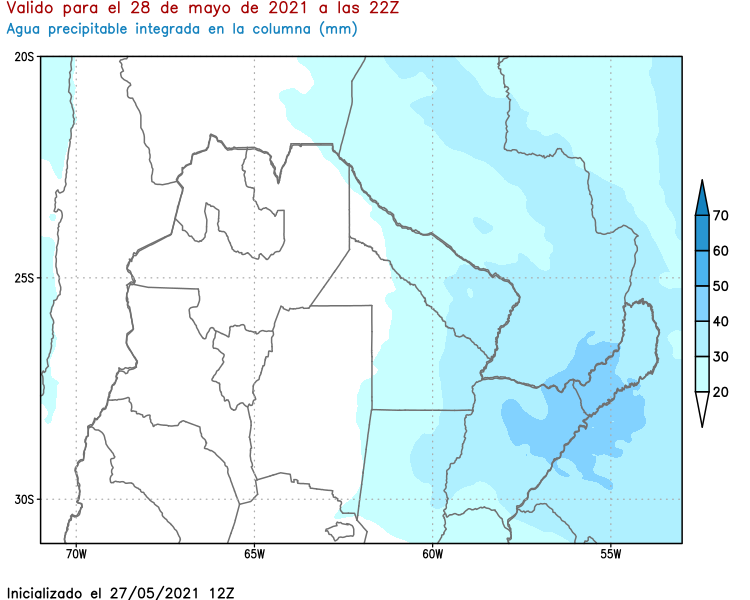 Valido para el 28 de mayo de 2021 a las 22Z
Agua precipitable integrada en la columna (mm)
20S
25S
30S
70W
65W
60W
55W
70
60
50
40
30
20
Inicializado el 27/05/2021 12Z